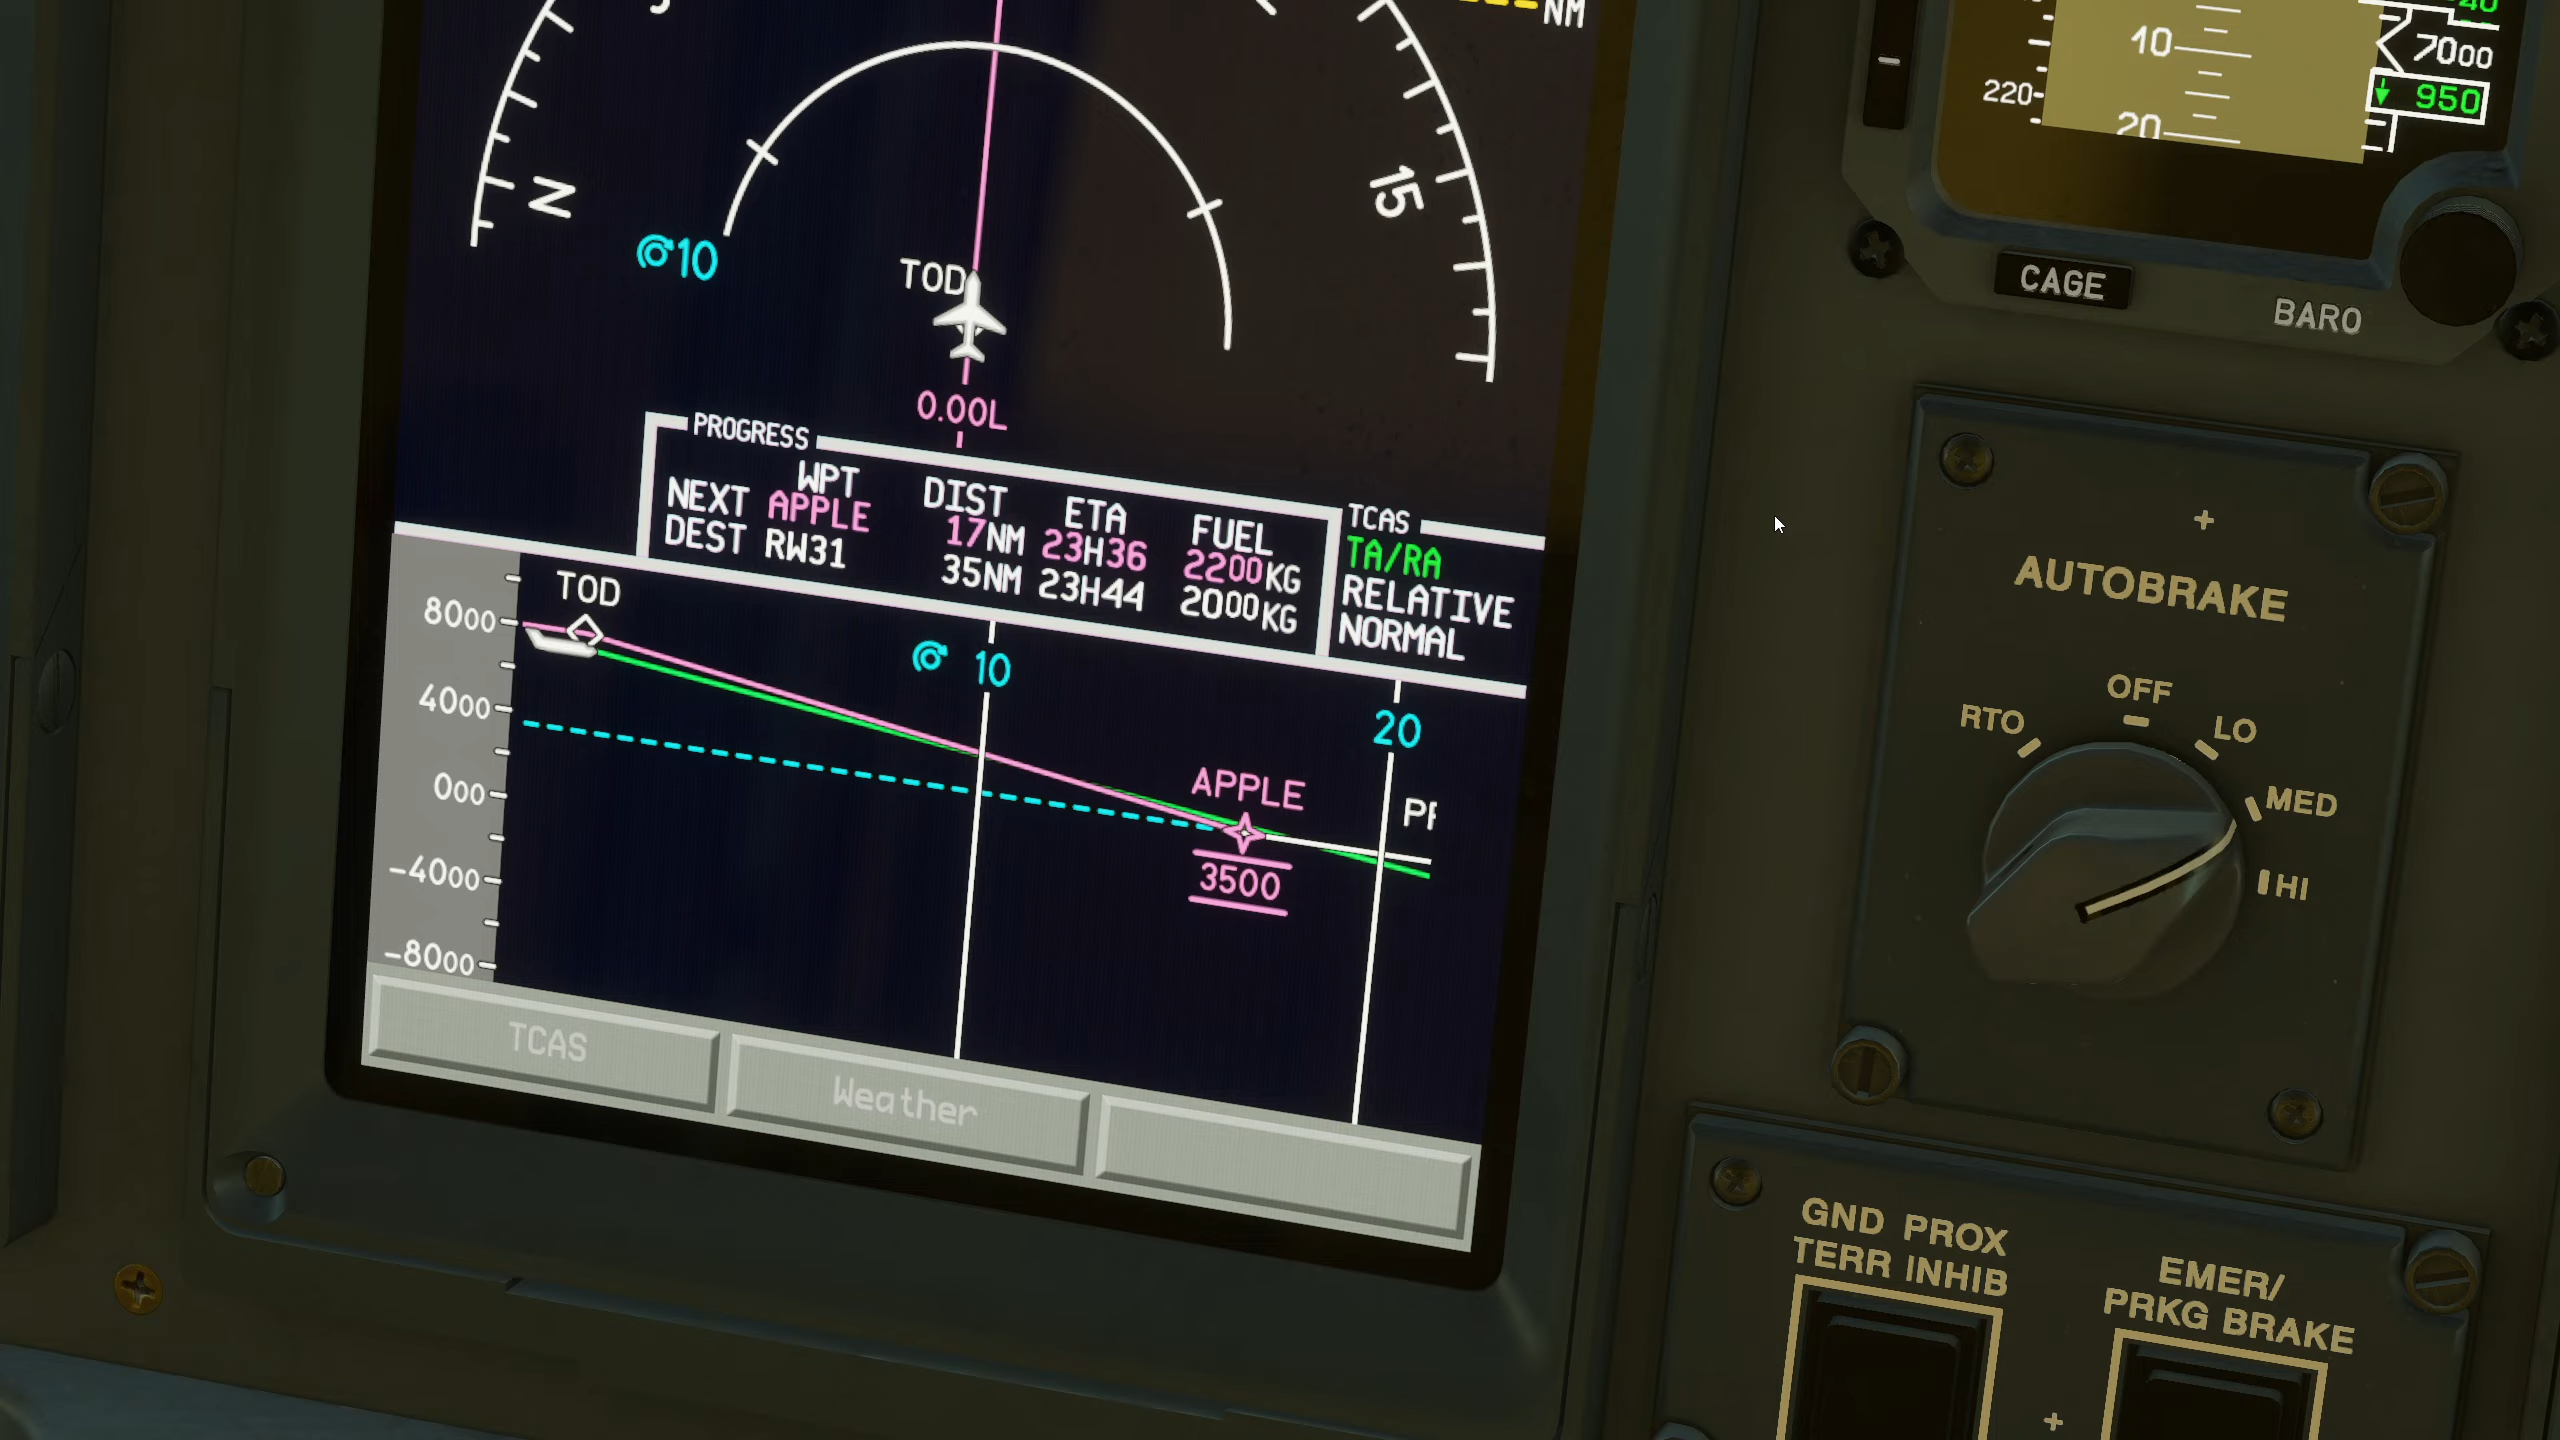 NM
40
10
7000
220
950
20
N
15
10
TOD
CAGE
BARO
0.00L
PROGRESS
WPT DIST ETA FUEL
NEXT APPLE 17NM 23H36 2200KG
DEST RW31 35NM 23H44 2000KG
TCAS
TA/RA
RELATIVE
NORMAL
AUTOBRAKE
RTO OFF LO
MED
HI
TOD
8000
4000
000
-4000
-8000
10
20
APPLE
3500
TCAS
Weather
GND PROX
TERR INHIB
EMER/
PRKG BRAKE